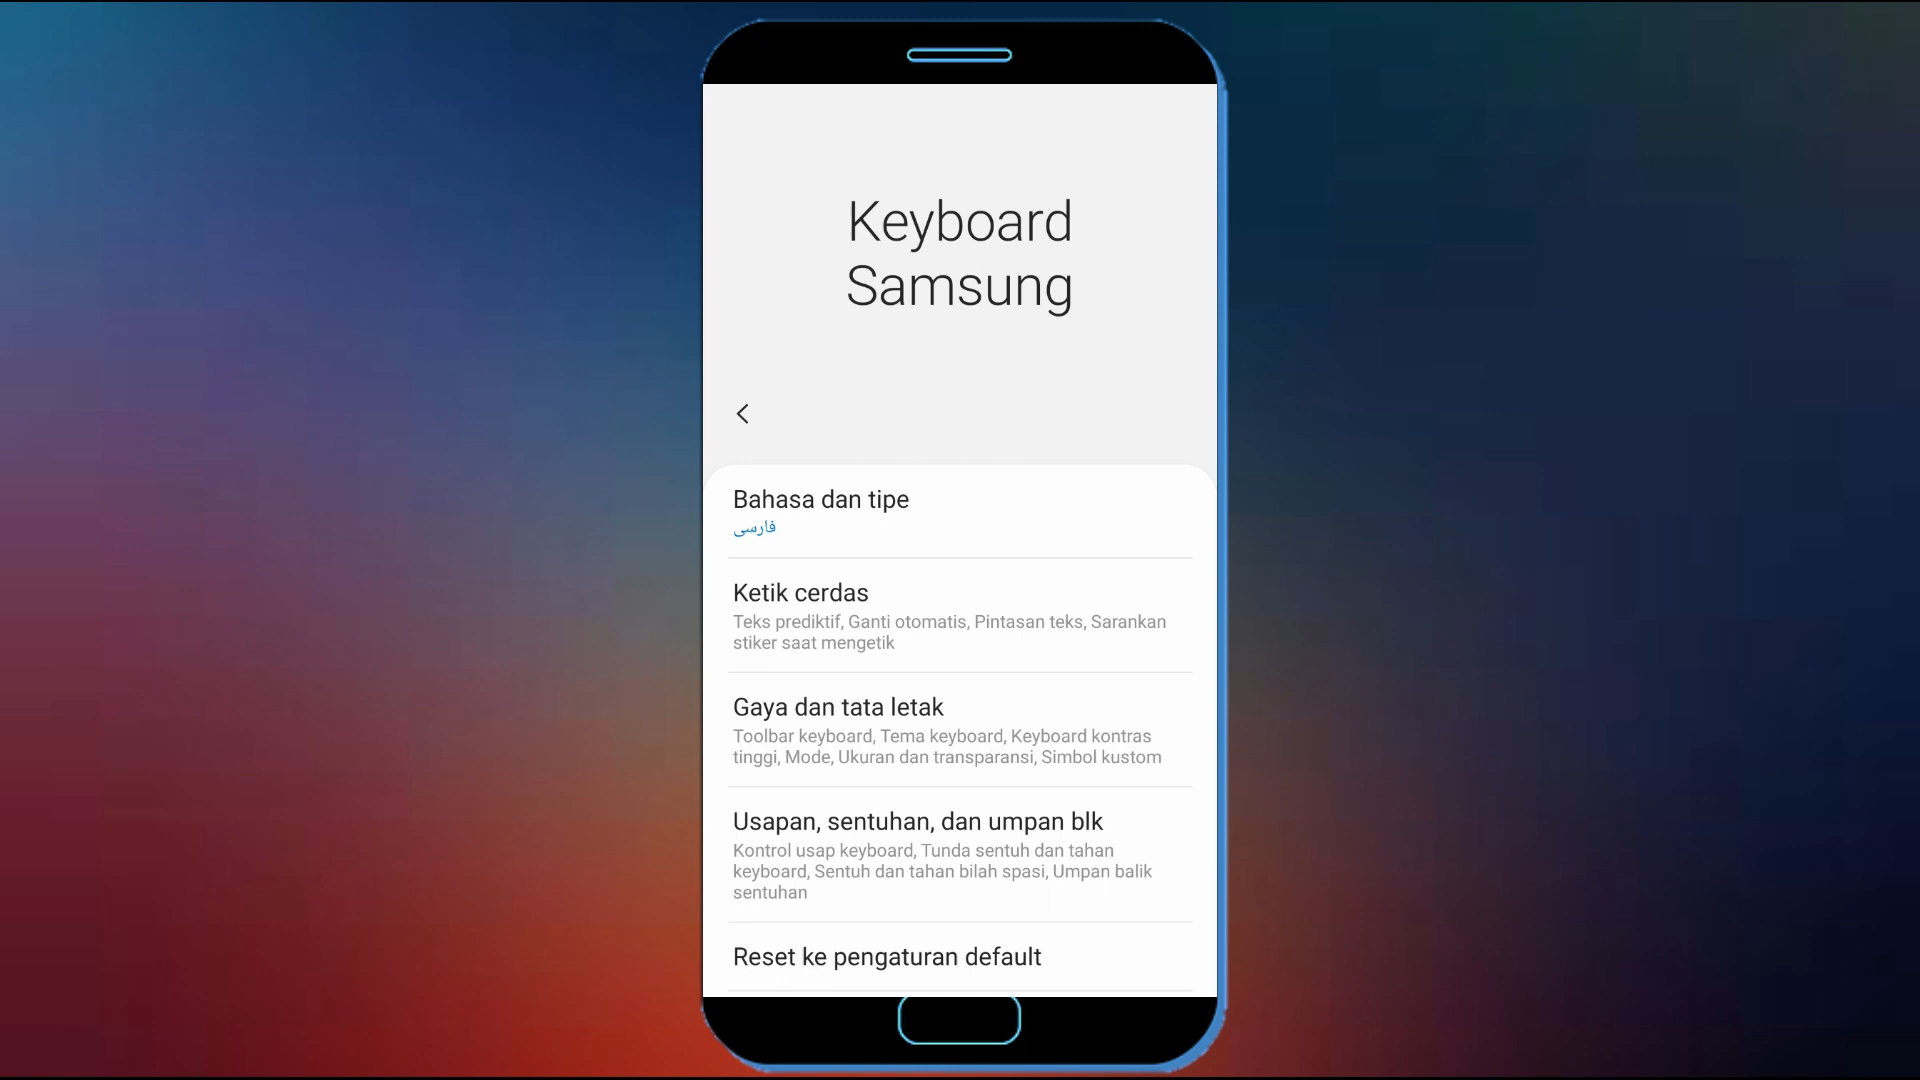 Keyboard
Samsung
Bahasa dan tipe
فارسی
Ketik cerdas
Teks prediktif, Ganti otomatis, Pintasan teks, Sarankan
stiker saat mengetik
Gaya dan tata letak
Toolbar keyboard, Tema keyboard, Keyboard kontras
tinggi, Mode, Ukuran dan transparansi, Simbol kustom
Usapan, sentuhan, dan umpan blk
Kontrol usap keyboard, Tunda sentuh dan tahan
keyboard, Sentuh dan tahan bilah spasi, Umpan balik
sentuhan
Reset ke pengaturan default